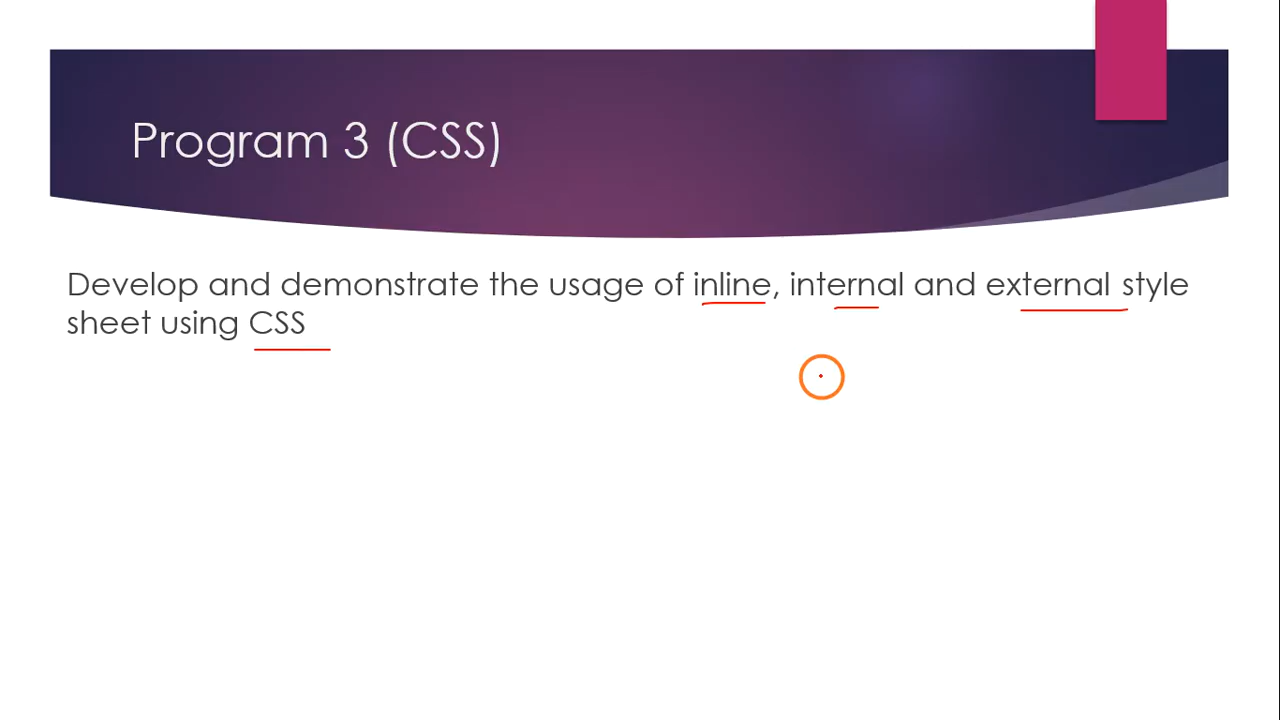 Program 3 (CSS)
Develop and demonstrate the usage of inline, internal and external style
sheet using CSS